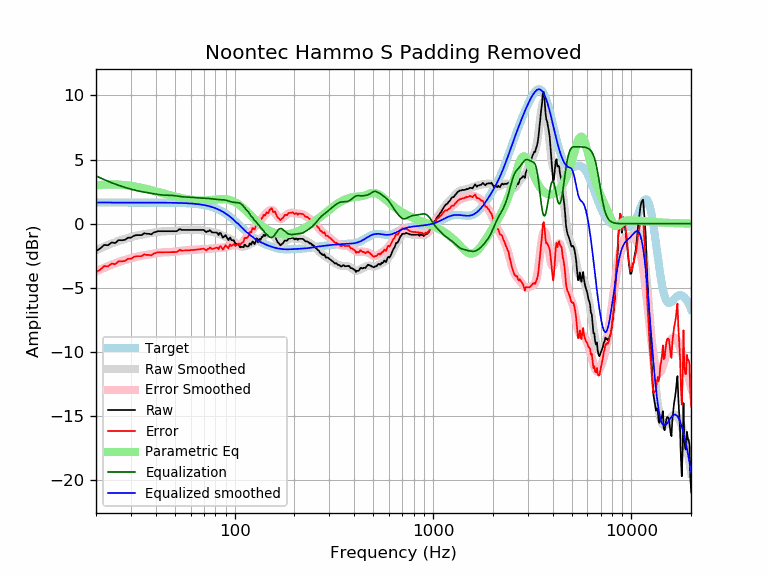 Noontec Hammo S Padding Removed
Amplitude (dBr)
10
5
0
−5
−10
−15
−20
Target
Raw Smoothed
Error Smoothed
Raw
Error
Parametric Eq
Equalization
Equalized smoothed
100 1000 10000
Frequency (Hz)